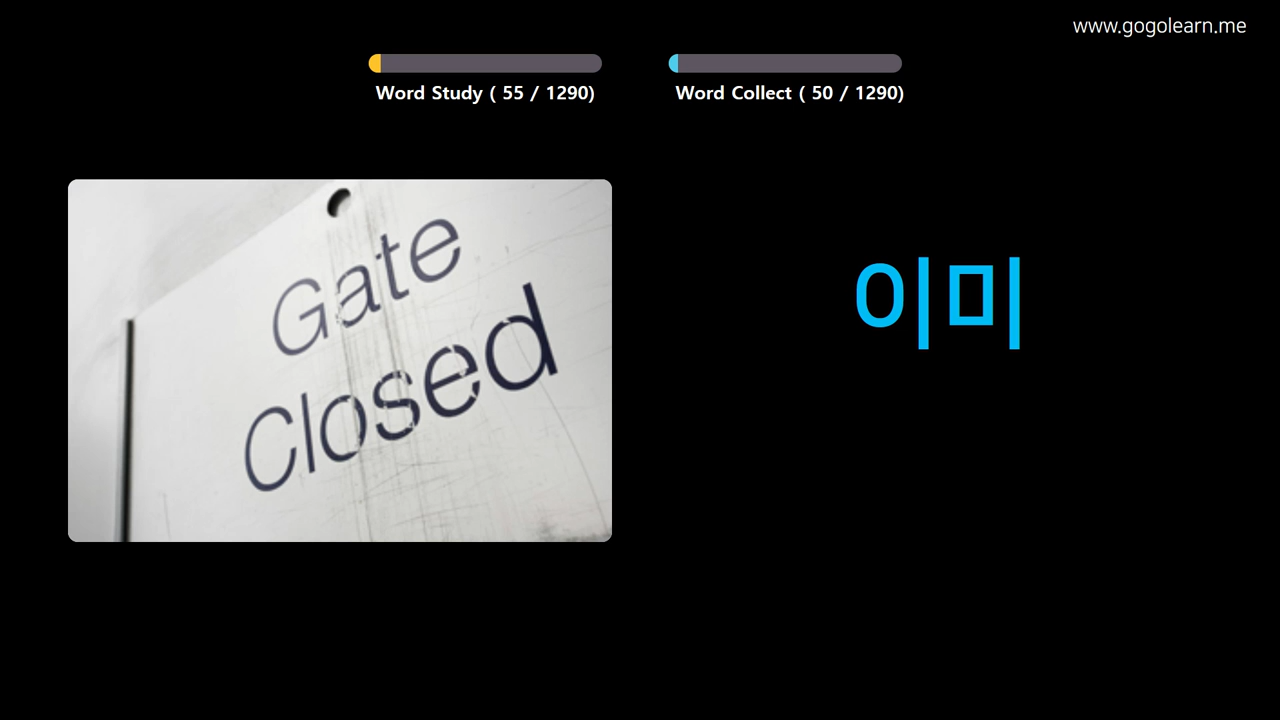 www.gogolearn.me
Word Study ( 55 / 1290)
Word Collect ( 50 / 1290)
Gate
Closed
이미